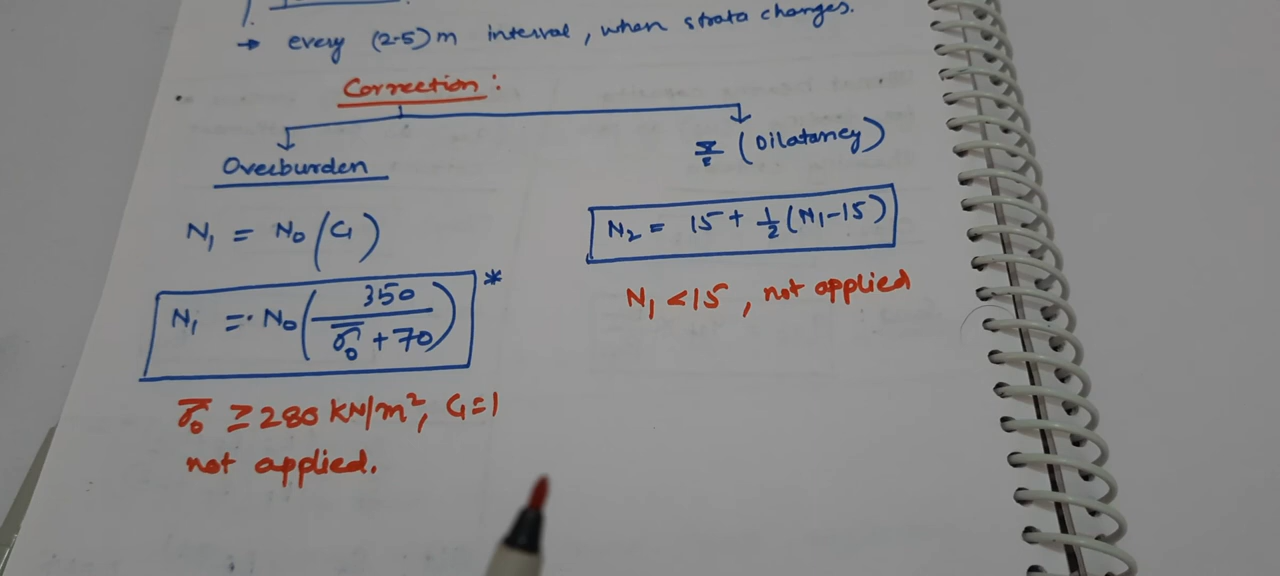 → every (2-5) m interval, when strata changes.
Correction :
Overburden
(Dilatancy)
N₁ = N₀ (C₁)
N₂ = 15 + 1/2 (N₁-15)
N₁ = N₀ (350 / σ̄₀ + 70) *
N₁ < 15, not applied
σ̄₀ ≥ 280 KN/m², C₁ = 1
not applied.